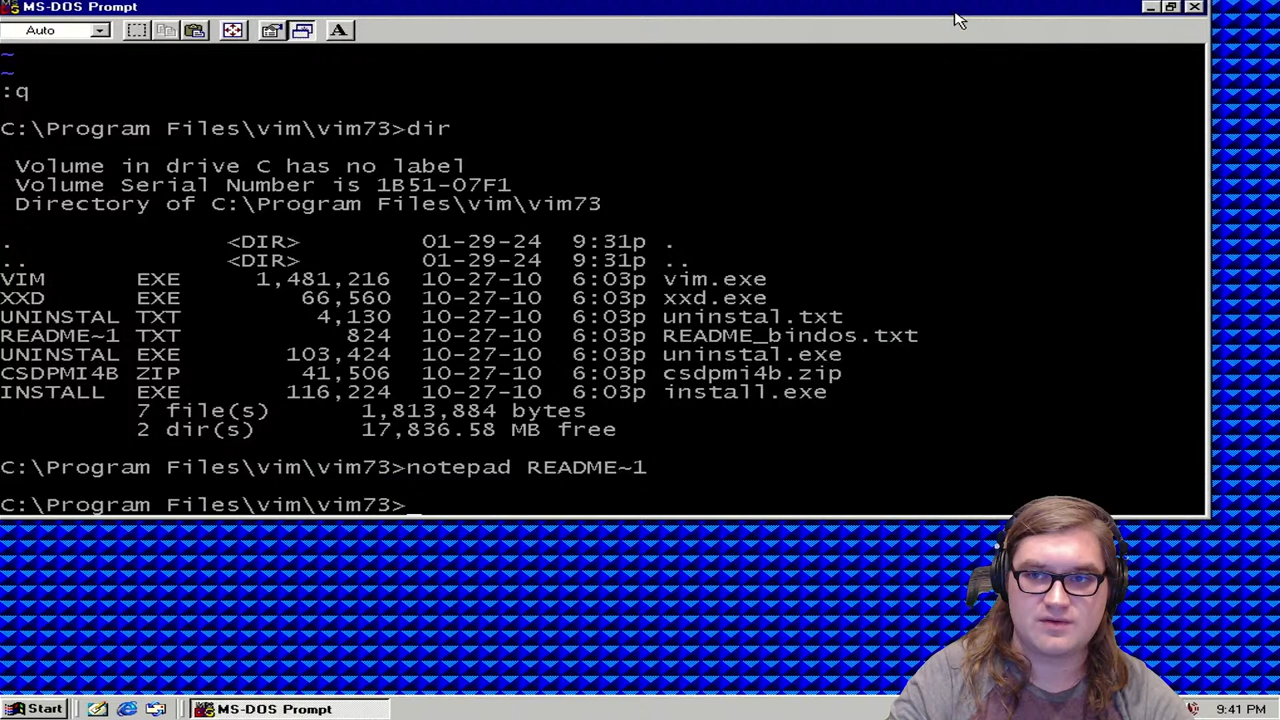 MS-DOS Prompt
Auto
A
~
~
:q
C:\Program Files\vim\vim73>dir
Volume in drive C has no label
Volume Serial Number is 1B51-07F1
Directory of C:\Program Files\vim\vim73
. <DIR> 01-29-24 9:31p .
.. <DIR> 01-29-24 9:31p ..
VIM EXE 1,481,216 10-27-10 6:03p vim.exe
XXD EXE 66,560 10-27-10 6:03p xxd.exe
UNINSTAL TXT 4,130 10-27-10 6:03p uninstal.txt
README~1 TXT 824 10-27-10 6:03p README_bindos.txt
UNINSTAL EXE 103,424 10-27-10 6:03p uninstal.exe
CSDPMI4B ZIP 41,506 10-27-10 6:03p csdpmi4b.zip
INSTALL EXE 116,224 10-27-10 6:03p install.exe
7 file(s) 1,813,884 bytes
2 dir(s) 17,836.58 MB free
C:\Program Files\vim\vim73>notepad README~1
C:\Program Files\vim\vim73>_
Start MS-DOS Prompt 9:41 PM